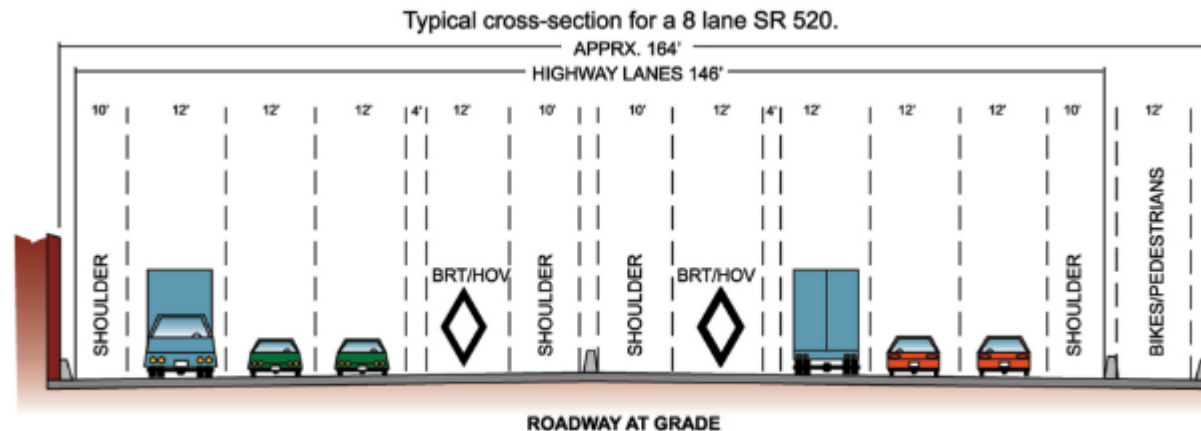 Typical cross-section for a 8 lane SR 520.
APPRX. 164'
HIGHWAY LANES 146'
10' 12' 12' 12' 4' 12' 10' 10' 12' 4' 12' 12' 12' 10' 12'
SHOULDER
BRT/HOV
SHOULDER
SHOULDER
BRT/HOV
SHOULDER
BIKES/PEDESTRIANS
ROADWAY AT GRADE